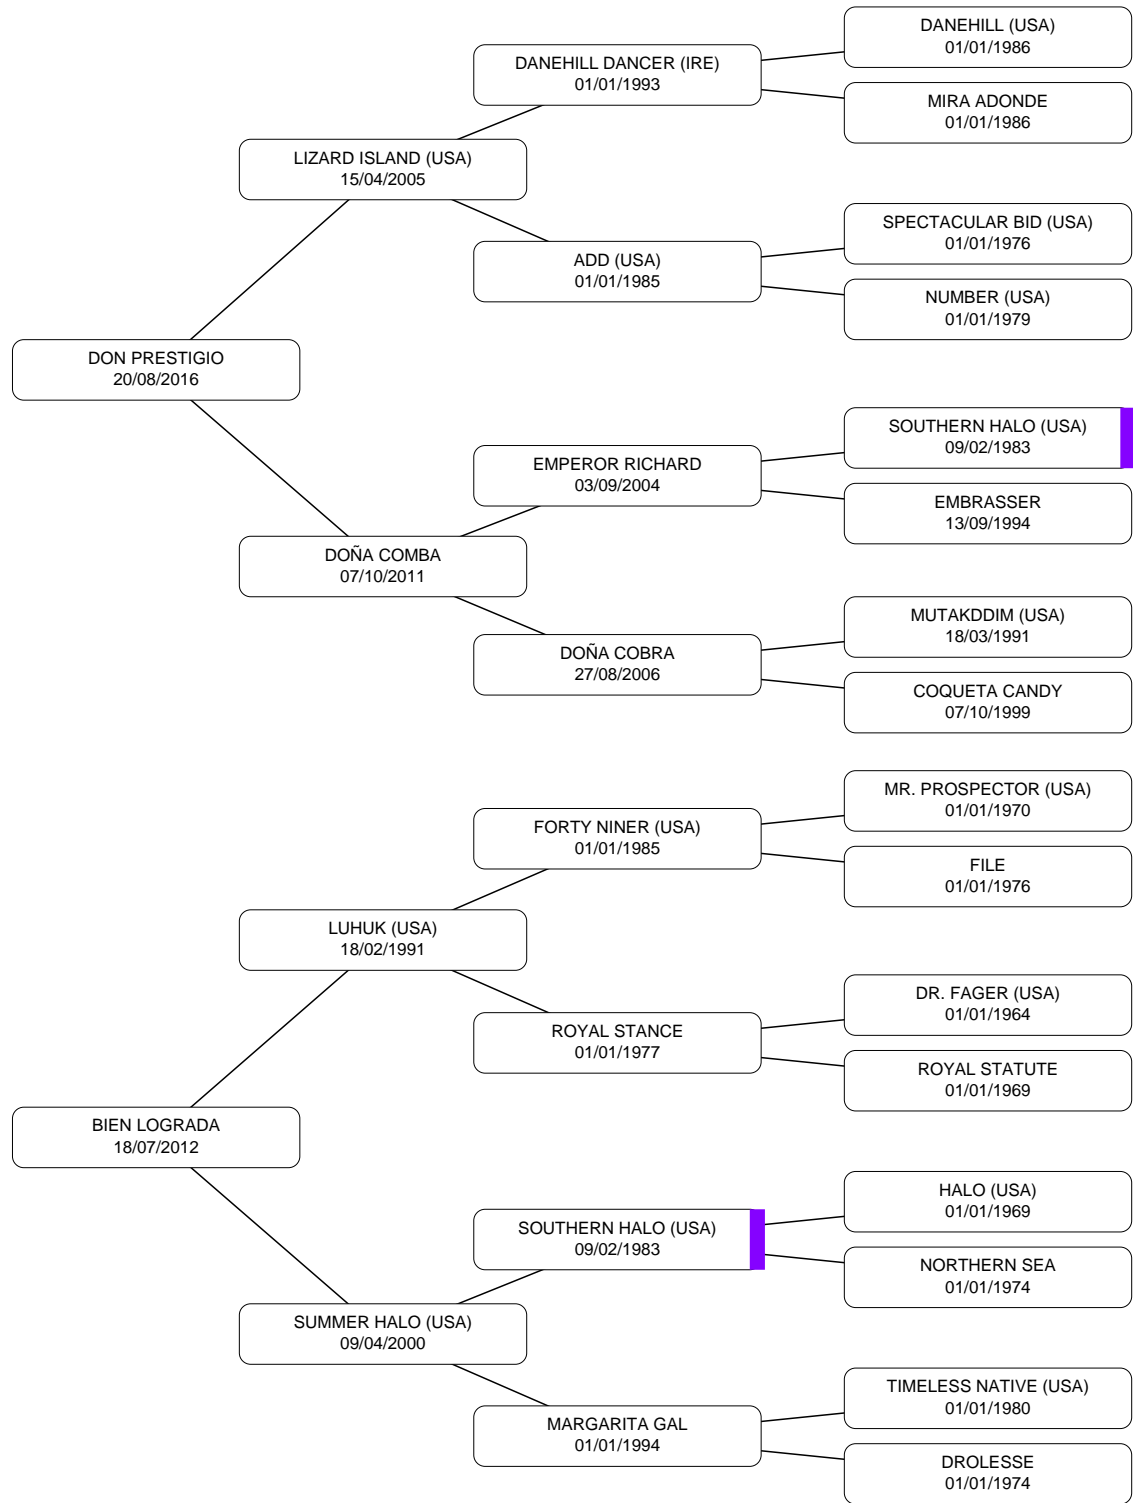 DANEHILL (USA)
01/01/1986
DANEHILL DANCER (IRE)
01/01/1993
MIRA ADONDE
01/01/1986
LIZARD ISLAND (USA)
15/04/2005
SPECTACULAR BID (USA)
01/01/1976
ADD (USA)
01/01/1985
NUMBER (USA)
01/01/1979
DON PRESTIGIO
20/08/2016
SOUTHERN HALO (USA)
09/02/1983
EMPEROR RICHARD
03/09/2004
EMBRASSER
13/09/1994
DOÑA COMBA
07/10/2011
MUTAKDDIM (USA)
18/03/1991
DOÑA COBRA
27/08/2006
COQUETA CANDY
07/10/1999
MR. PROSPECTOR (USA)
01/01/1970
FORTY NINER (USA)
01/01/1985
FILE
01/01/1976
LUHUK (USA)
18/02/1991
DR. FAGER (USA)
01/01/1964
ROYAL STANCE
01/01/1977
ROYAL STATUTE
01/01/1969
BIEN LOGRADA
18/07/2012
HALO (USA)
01/01/1969
SOUTHERN HALO (USA)
09/02/1983
NORTHERN SEA
01/01/1974
SUMMER HALO (USA)
09/04/2000
TIMELESS NATIVE (USA)
01/01/1980
MARGARITA GAL
01/01/1994
DROLESSE
01/01/1974